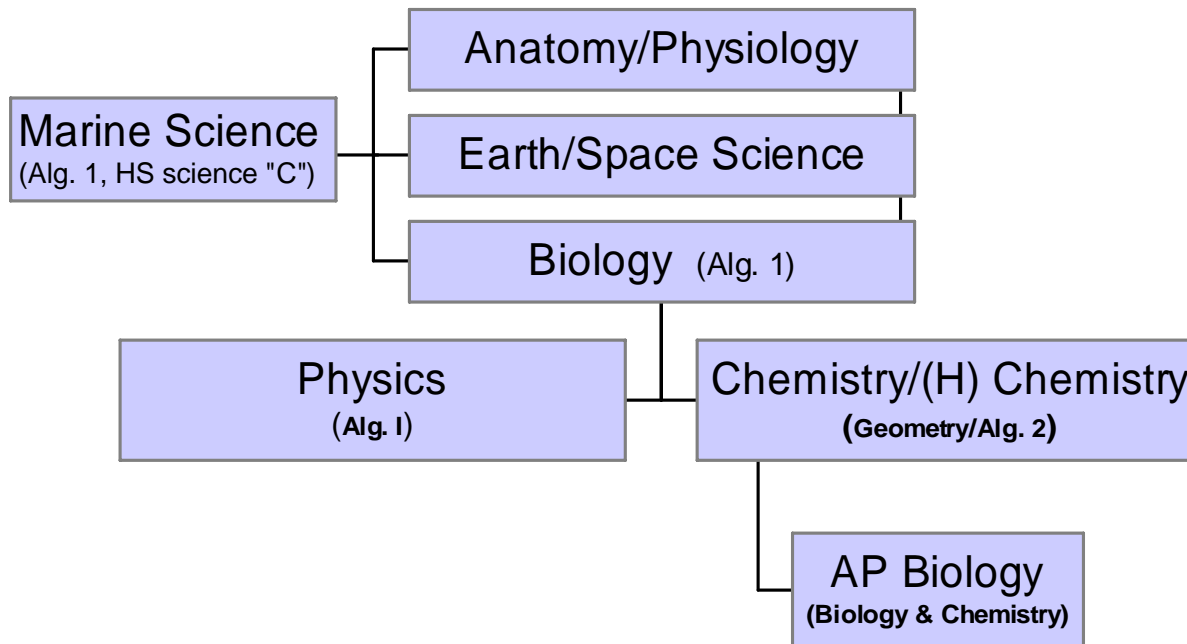 Anatomy/Physiology
Marine Science
(Alg. 1, HS science "C")
Earth/Space Science
Biology (Alg. 1)
Physics
(Alg. I)
Chemistry/(H) Chemistry
(Geometry/Alg. 2)
AP Biology
(Biology & Chemistry)